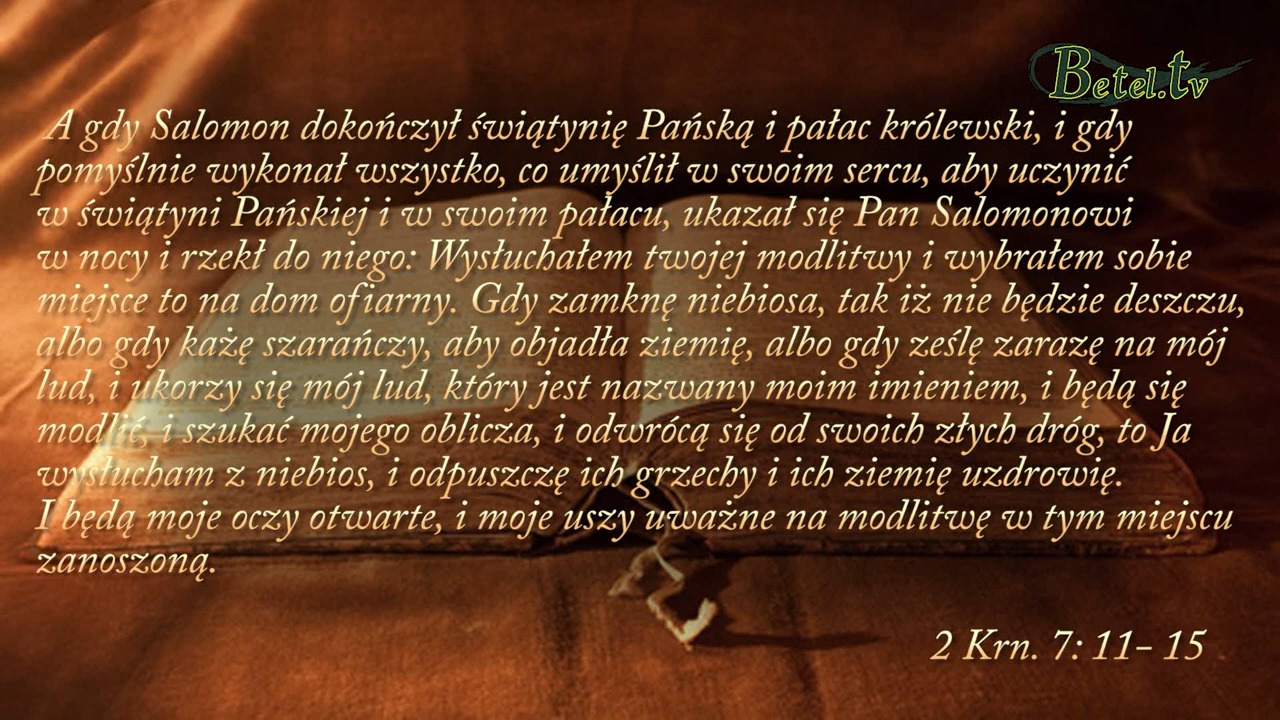 Betel.tv
A gdy Salomon dokończył świątynię Pańską i pałac królewski, i gdy
pomyślnie wykonał wszystko, co umyślił w swoim sercu, aby uczynić
w świątyni Pańskiej i w swoim pałacu, ukazał się Pan Salomonowi
w nocy i rzekł do niego: Wysłuchałem twojej modlitwy i wybrałem sobie
miejsce to na dom ofiarny. Gdy zamknę niebiosa, tak iż nie będzie deszczu,
albo gdy każę szarańczy, aby objadła ziemię, albo gdy ześlę zarazę na mój
lud, i ukorzy się mój lud, który jest nazwany moim imieniem, i będą się
modlić, i szukać mojego oblicza, i odwrócą się od swoich złych dróg, to Ja
wysłucham z niebios, i odpuszczę ich grzechy i ich ziemię uzdrowię.
I będą moje oczy otwarte, i moje uszy uważne na modlitwę w tym miejscu
zanoszoną.
2 Krn. 7: 11- 15